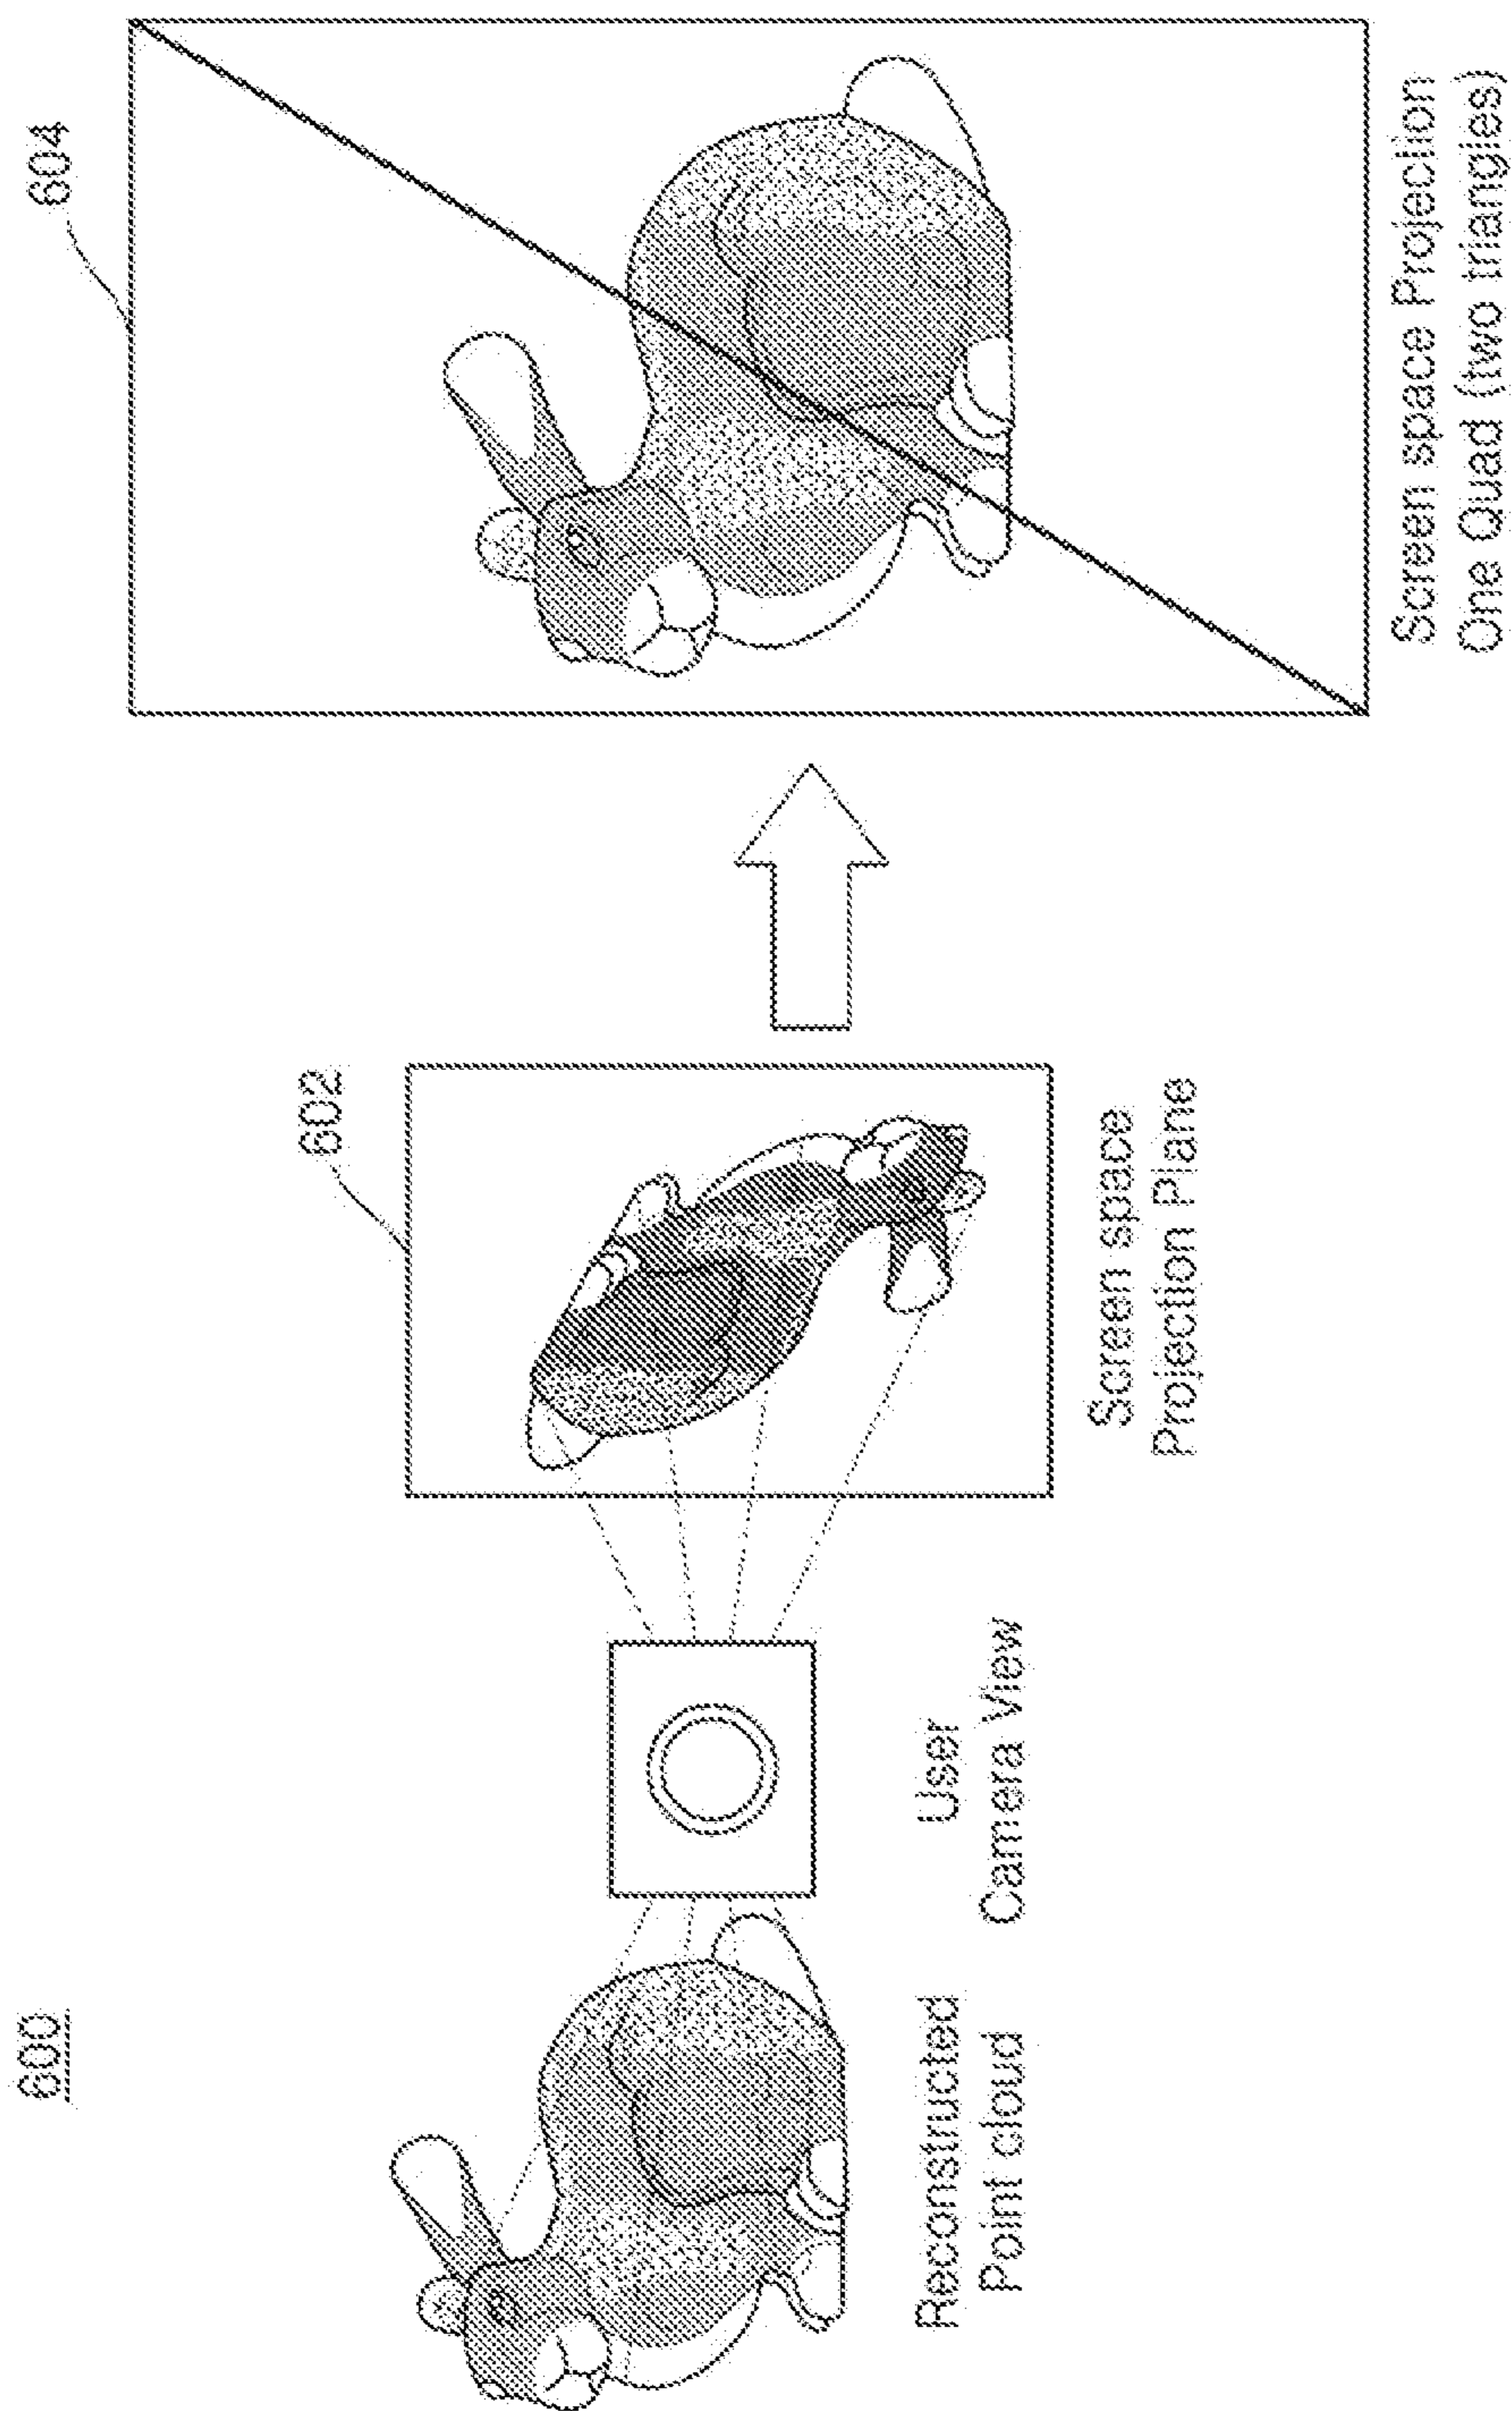 600
Reconstructed
Point cloud
User
Camera View
602
Screen space
Projection Plane
604
Screen space Projection
One Quad (two triangles)